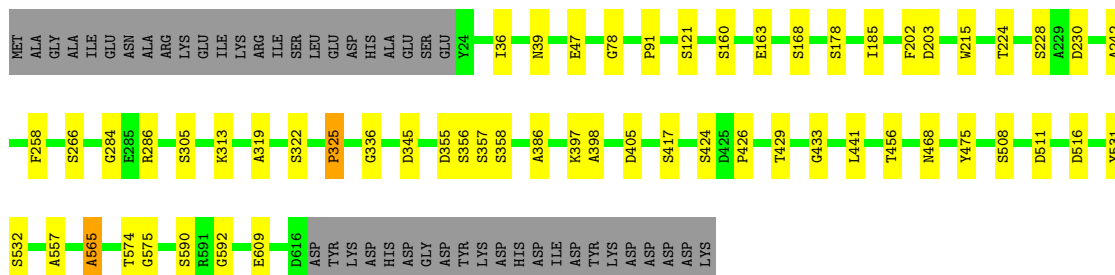 MET ALA GLY ALA ILE GLU ASN ALA ARG LYS GLU ILE LYS ARG ILE SER LEU GLU ASP HIS ALA GLU SER GLU Y24 I36 N39 E47 G78 P91 S121 S160 E163 S168 S178 I185 F202 D203 W215 T224 S228 A229 D230 A242
F258 S266 G284 E285 R286 S305 K313 A319 S322 P325 G336 D345 D355 S356 S357 S358 A386 K397 A398 D405 S417 S424 D425 P426 T429 G433 L441 T456 N468 Y475 S508 D511 D516 Y531
S532 A557 A565 T574 G575 S590 R591 G592 E609 D616 ASP TYR LYS ASP HIS ASP GLY ASP TYR LYS ASP HIS ASP ILE ASP TYR LYS ASP ASP ASP ASP LYS